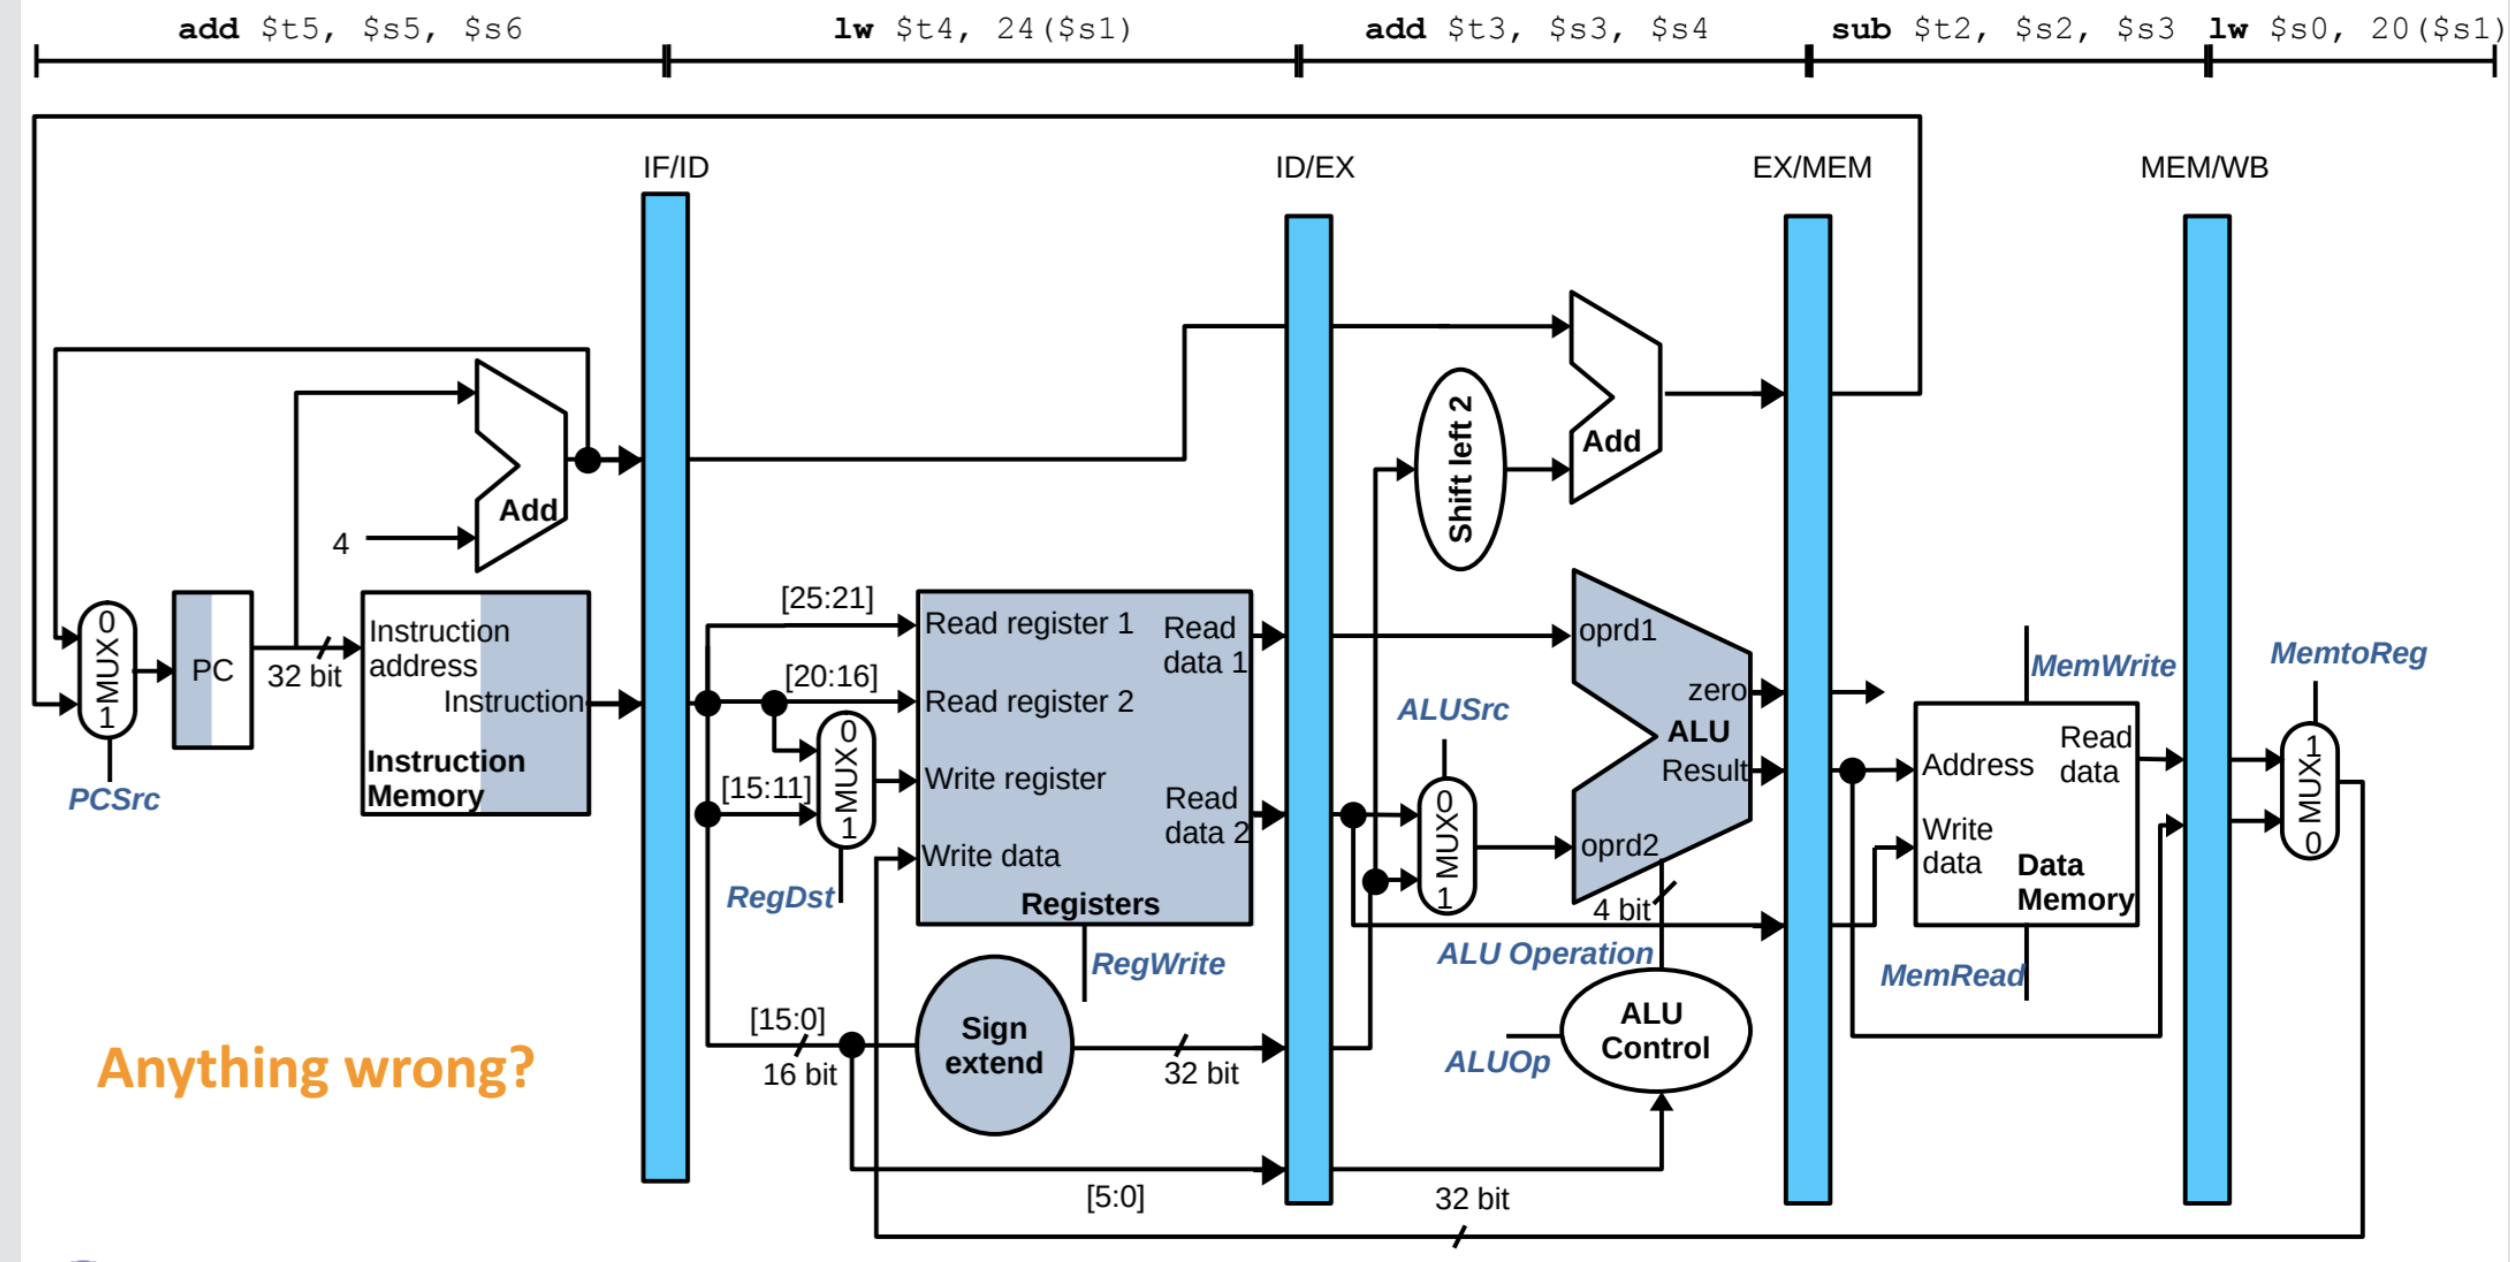 add $t5, $s5, $s6
lw $t4, 24($s1)
add $t3, $s3, $s4
sub $t2, $s2, $s3
lw $s0, 20($s1)
IF/ID
ID/EX
EX/MEM
MEM/WB
Add
4
0
MUX
1
PCSrc
PC
32 bit
Instruction
address
Instruction
Instruction
Memory
[25:21]
[20:16]
[15:11]
0
MUX
1
RegDst
Read register 1
Read
data 1
Read register 2
Write register
Read
data 2
Write data
Registers
RegWrite
[15:0]
16 bit
Sign
extend
32 bit
[5:0]
Shift left 2
Add
ALUSrc
0
MUX
1
oprd1
zero
ALU
Result
oprd2
4 bit
ALU Operation
ALU
Control
ALUOp
32 bit
MemWrite
Address
Read
data
Write
data
Data
Memory
MemRead
MemtoReg
1
MUX
0
Anything wrong?